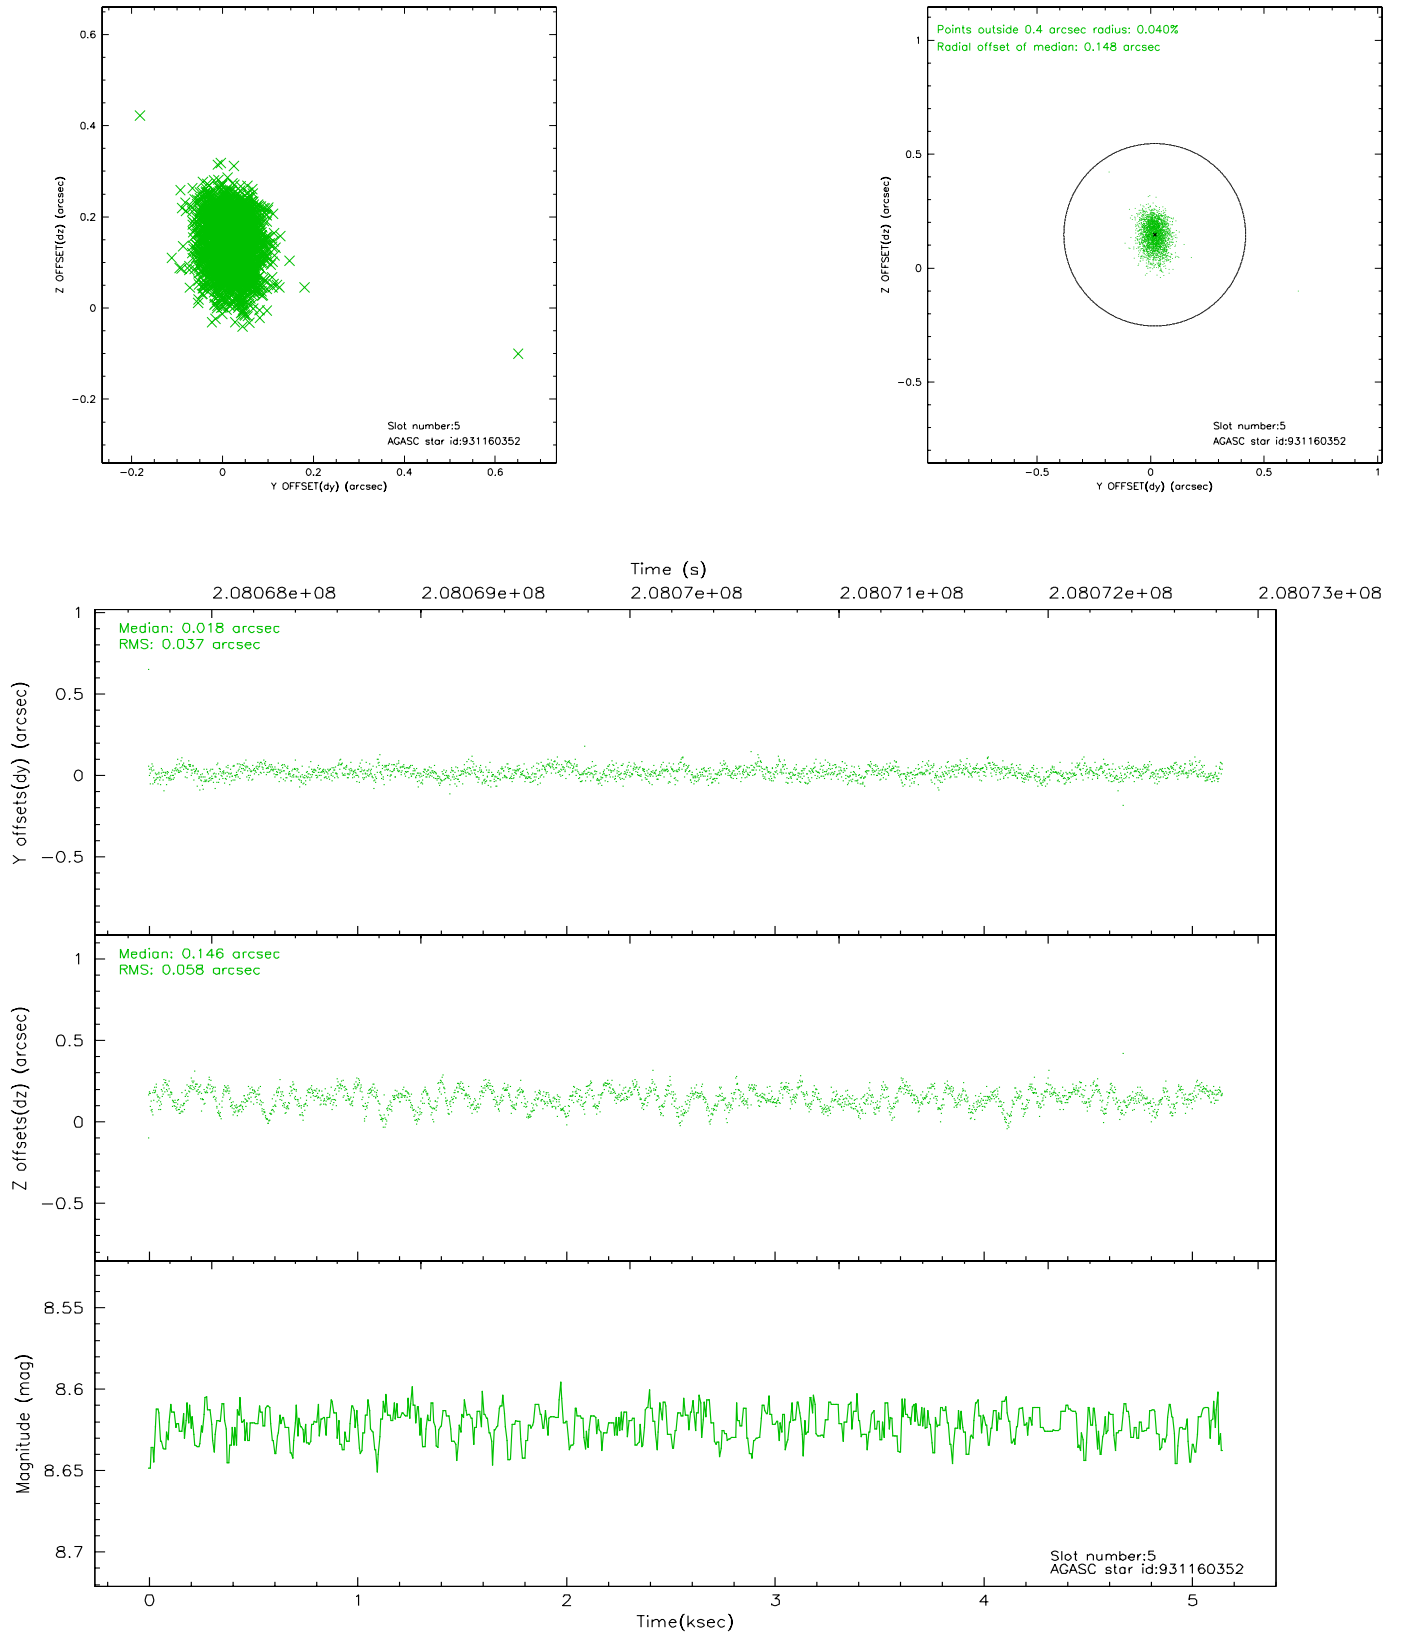 0.6
0.4
0.2
0
−0.2
Z OFFSET(dz) (arcsec)
−0.2 0 0.2 0.4 0.6
Y OFFSET(dy) (arcsec)
Slot number:5
AGASC star id:931160352
Points outside 0.4 arcsec radius: 0.040%
Radial offset of median: 0.148 arcsec
1
0.5
0
−0.5
Z OFFSET(dz) (arcsec)
−0.5 0 0.5 1
Y OFFSET(dy) (arcsec)
Slot number:5
AGASC star id:931160352
Time (s)
2.08068e+08 2.08069e+08 2.0807e+08 2.08071e+08 2.08072e+08 2.08073e+08
Median: 0.018 arcsec
RMS: 0.037 arcsec
1
0.5
0
−0.5
Y offsets(dy) (arcsec)
Median: 0.146 arcsec
RMS: 0.058 arcsec
1
0.5
0
−0.5
Z offsets(dz) (arcsec)
8.55
8.6
8.65
8.7
Magnitude (mag)
Slot number:5
AGASC star id:931160352
0 1 2 3 4 5
Time(ksec)